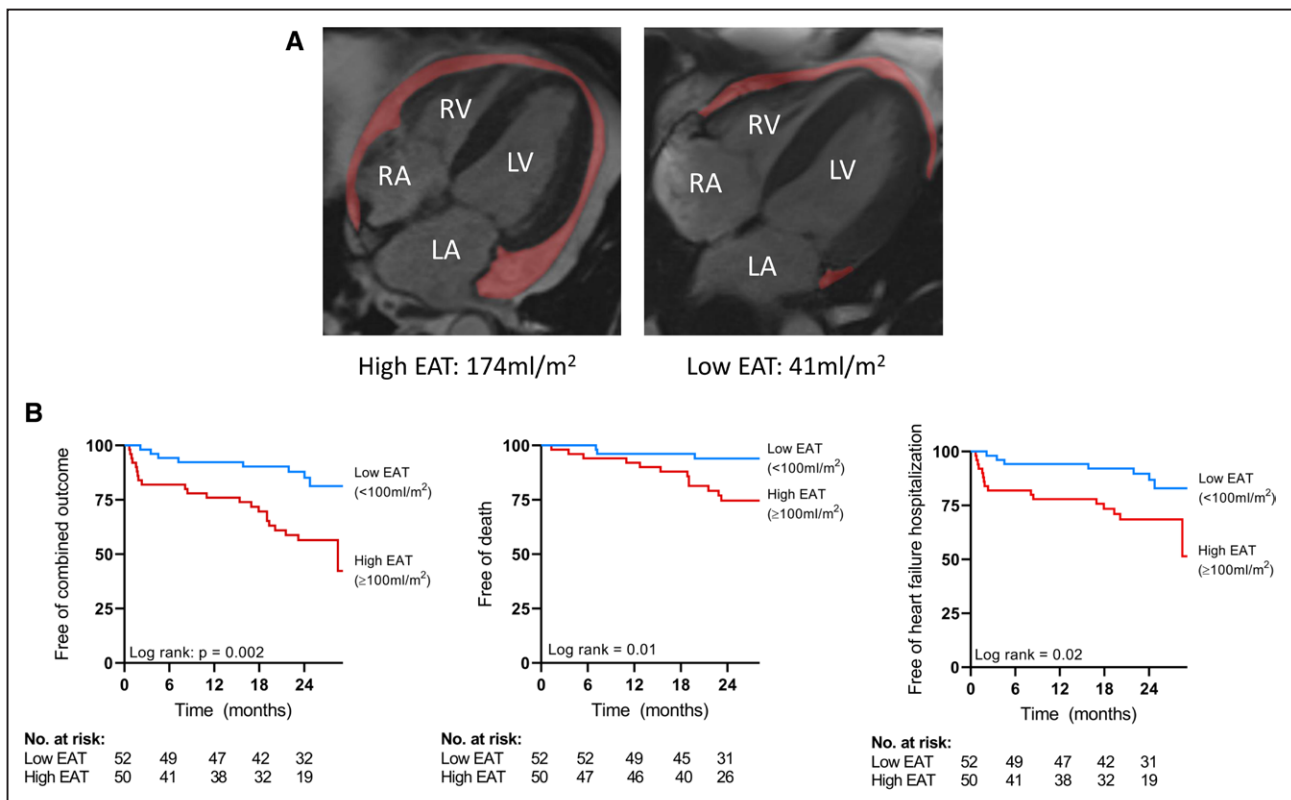 A
RV
RA
LV
LA
RV
RA
LV
LA
High EAT: 174ml/m²
Low EAT: 41ml/m²
B
Free of combined outcome
100
75
50
25
0
Low EAT
(<100ml/m²)
High EAT
(≥100ml/m²)
Log rank: p = 0.002
0 6 12 18 24
Time (months)
No. at risk:
Low EAT 52 49 47 42 32
High EAT 50 41 38 32 19
Free of death
100
75
50
25
0
Low EAT
(<100ml/m²)
High EAT
(≥100ml/m²)
Log rank = 0.01
0 6 12 18 24
Time (months)
No. at risk:
Low EAT 52 52 49 45 31
High EAT 50 47 46 40 26
Free of heart failure hospitalization
100
75
50
25
0
Low EAT
(<100ml/m²)
High EAT
(≥100ml/m²)
Log rank = 0.02
0 6 12 18 24
Time (months)
No. at risk:
Low EAT 52 49 47 42 31
High EAT 50 41 38 32 19